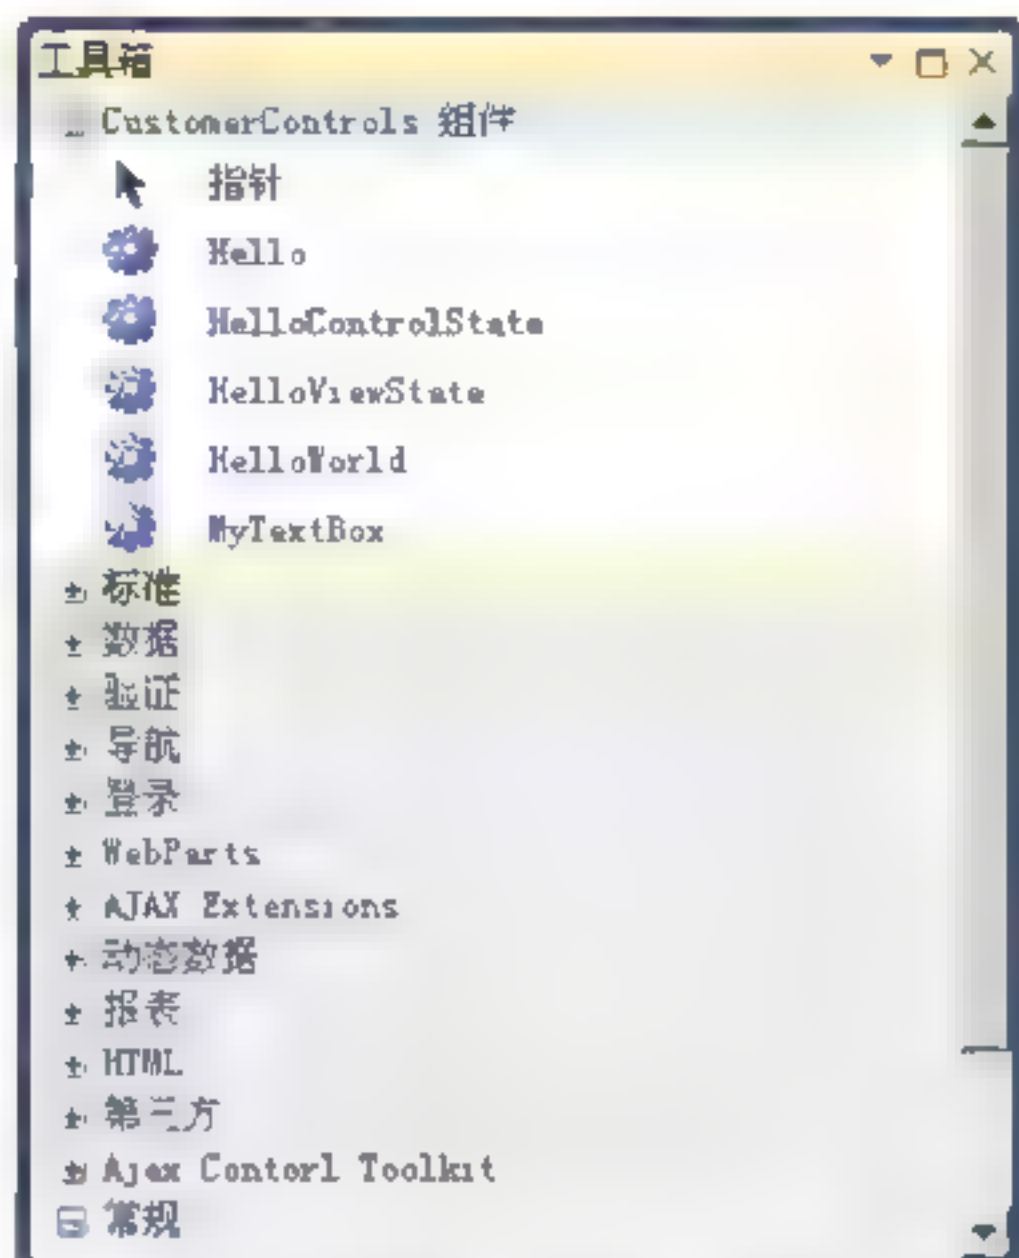 工具箱
CustomerControls 组件
指针
Hello
HelloControlState
HelloViewState
HelloWorld
MyTextBox
标准
数据
验证
导航
登录
WebParts
AJAX Extensions
动态数据
报表
HTML
第三方
Ajax Contorl Toolkit
常规